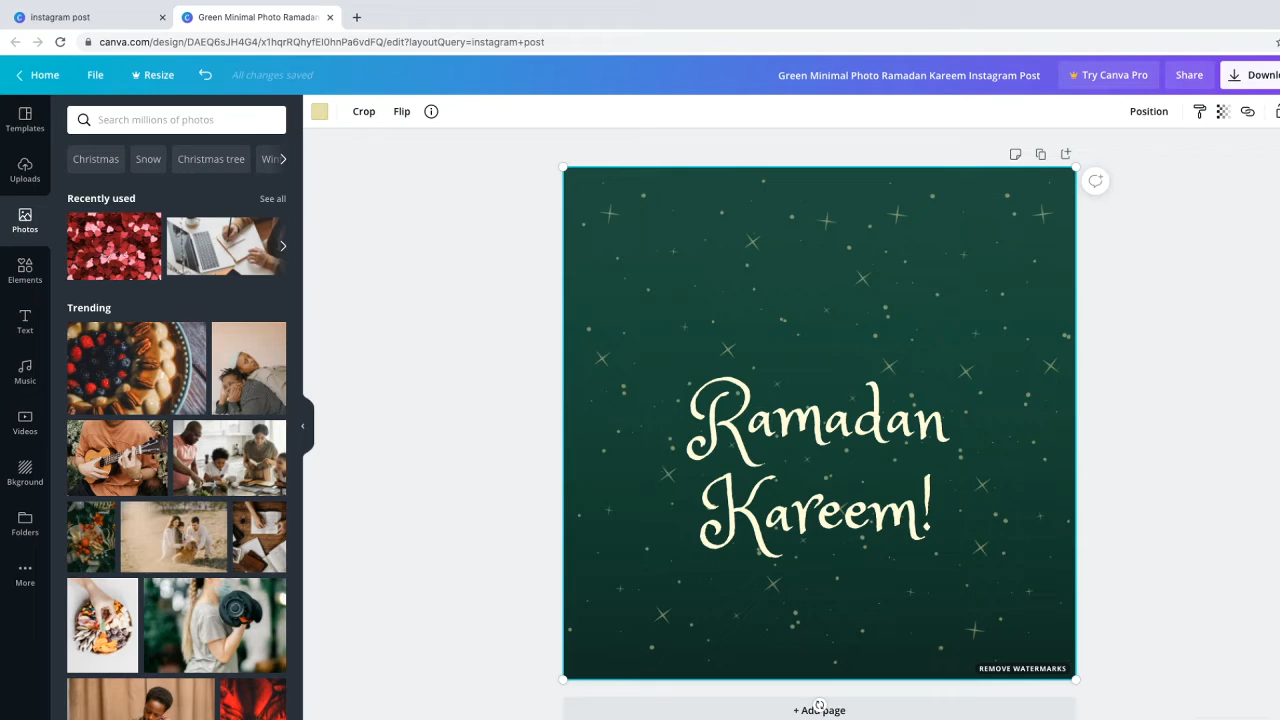 instagram post
Green Minimal Photo Ramadan
canva.com/design/DAEQ6sJH4G4/x1hqrRQhyfEl0hnPa6vdFQ/edit?layoutQuery=instagram+post
Home
File
Resize
All changes saved
Green Minimal Photo Ramadan Kareem Instagram Post
Try Canva Pro
Share
Downlo
Templates
Uploads
Photos
Elements
Text
Music
Videos
Bkground
Folders
More
Search millions of photos
Christmas
Snow
Christmas tree
Win
Recently used
See all
Trending
Crop
Flip
Position
Ramadan
Kareem!
REMOVE WATERMARKS
+ Add page